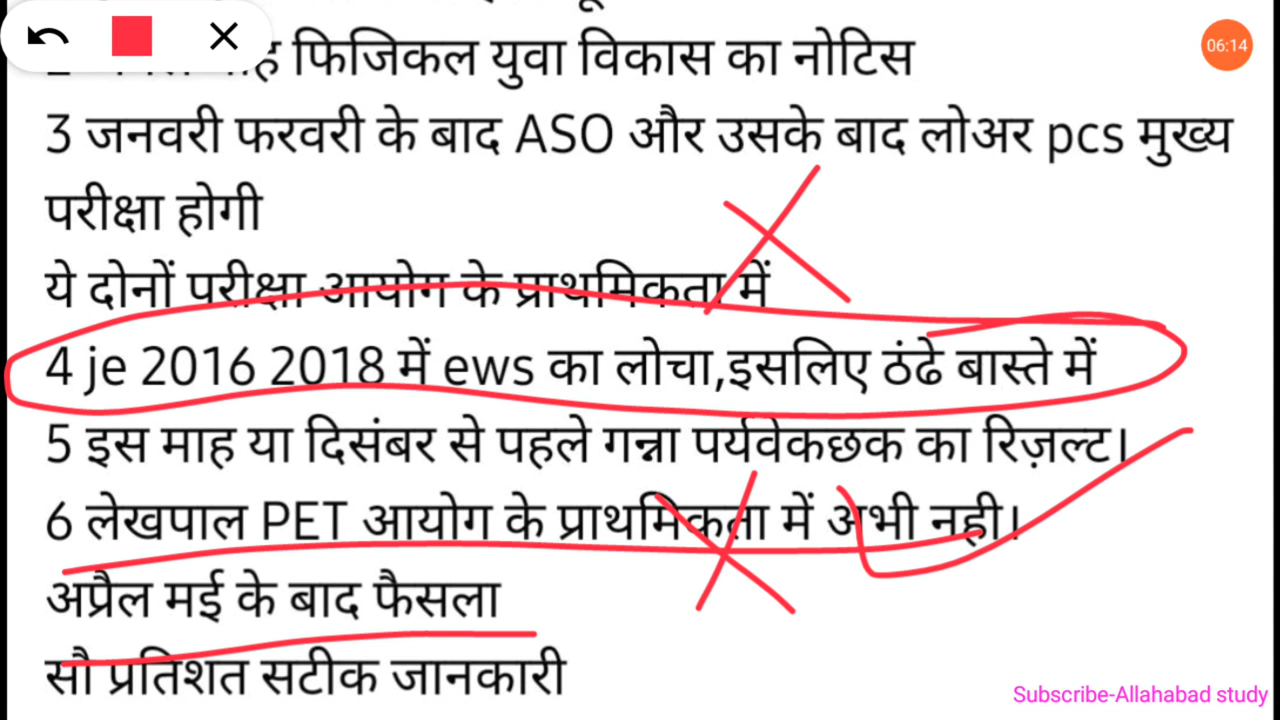 06:14
फिजिकल युवा विकास का नोटिस
3 जनवरी फरवरी के बाद ASO और उसके बाद लोअर pcs मुख्य
परीक्षा होगी
ये दोनों परीक्षा आयोग के प्राथमिकता में
4 je 2016 2018 में ews का लोचा,इसलिए ठंढे बास्ते में
5 इस माह या दिसंबर से पहले गन्ना पर्यवेकछक का रिज़ल्ट।
6 लेखपाल PET आयोग के प्राथमिकता में अभी नही।
अप्रैल मई के बाद फैसला
सौ प्रतिशत सटीक जानकारी
Subscribe-Allahabad study